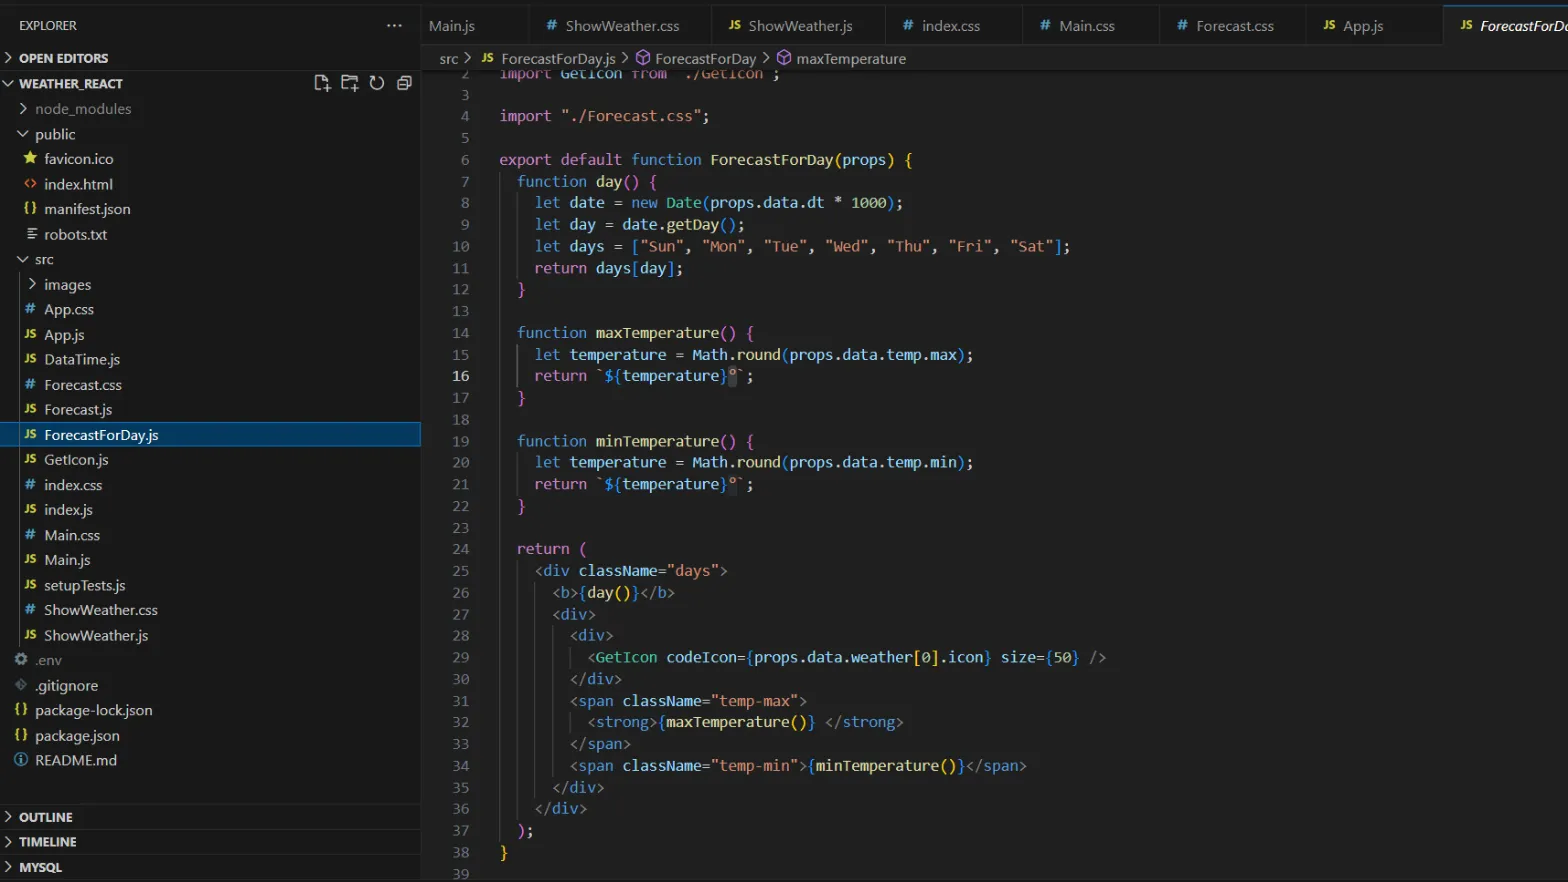 EXPLORER
OPEN EDITORS
WEATHER_REACT
node_modules
public
favicon.ico
index.html
manifest.json
robots.txt
src
images
App.css
App.js
DataTime.js
Forecast.css
Forecast.js
ForecastForDay.js
GetIcon.js
index.css
index.js
Main.css
Main.js
setupTests.js
ShowWeather.css
ShowWeather.js
.env
.gitignore
package-lock.json
package.json
README.md
OUTLINE
TIMELINE
MYSQL
Main.js # ShowWeather.css JS ShowWeather.js # index.css # Main.css # Forecast.css JS App.js JS ForecastForDa
src > JS ForecastForDay.js > ForecastForDay > maxTemperature
2 import GetIcon from "./GetIcon";
3
4 import "./Forecast.css";
5
6 export default function ForecastForDay(props) {
7 function day() {
8 let date = new Date(props.data.dt * 1000);
9 let day = date.getDay();
10 let days = ["Sun", "Mon", "Tue", "Wed", "Thu", "Fri", "Sat"];
11 return days[day];
12 }
13
14 function maxTemperature() {
15 let temperature = Math.round(props.data.temp.max);
16 return `${temperature}º`;
17 }
18
19 function minTemperature() {
20 let temperature = Math.round(props.data.temp.min);
21 return `${temperature}º`;
22 }
23
24 return (
25 <div className="days">
26 <b>{day()}</b>
27 <div>
28 <div>
29 <GetIcon codeIcon={props.data.weather[0].icon} size={50} />
30 </div>
31 <span className="temp-max">
32 <strong>{maxTemperature()} </strong>
33 </span>
34 <span className="temp-min">{minTemperature()}</span>
35 </div>
36 </div>
37 );
38 }
39